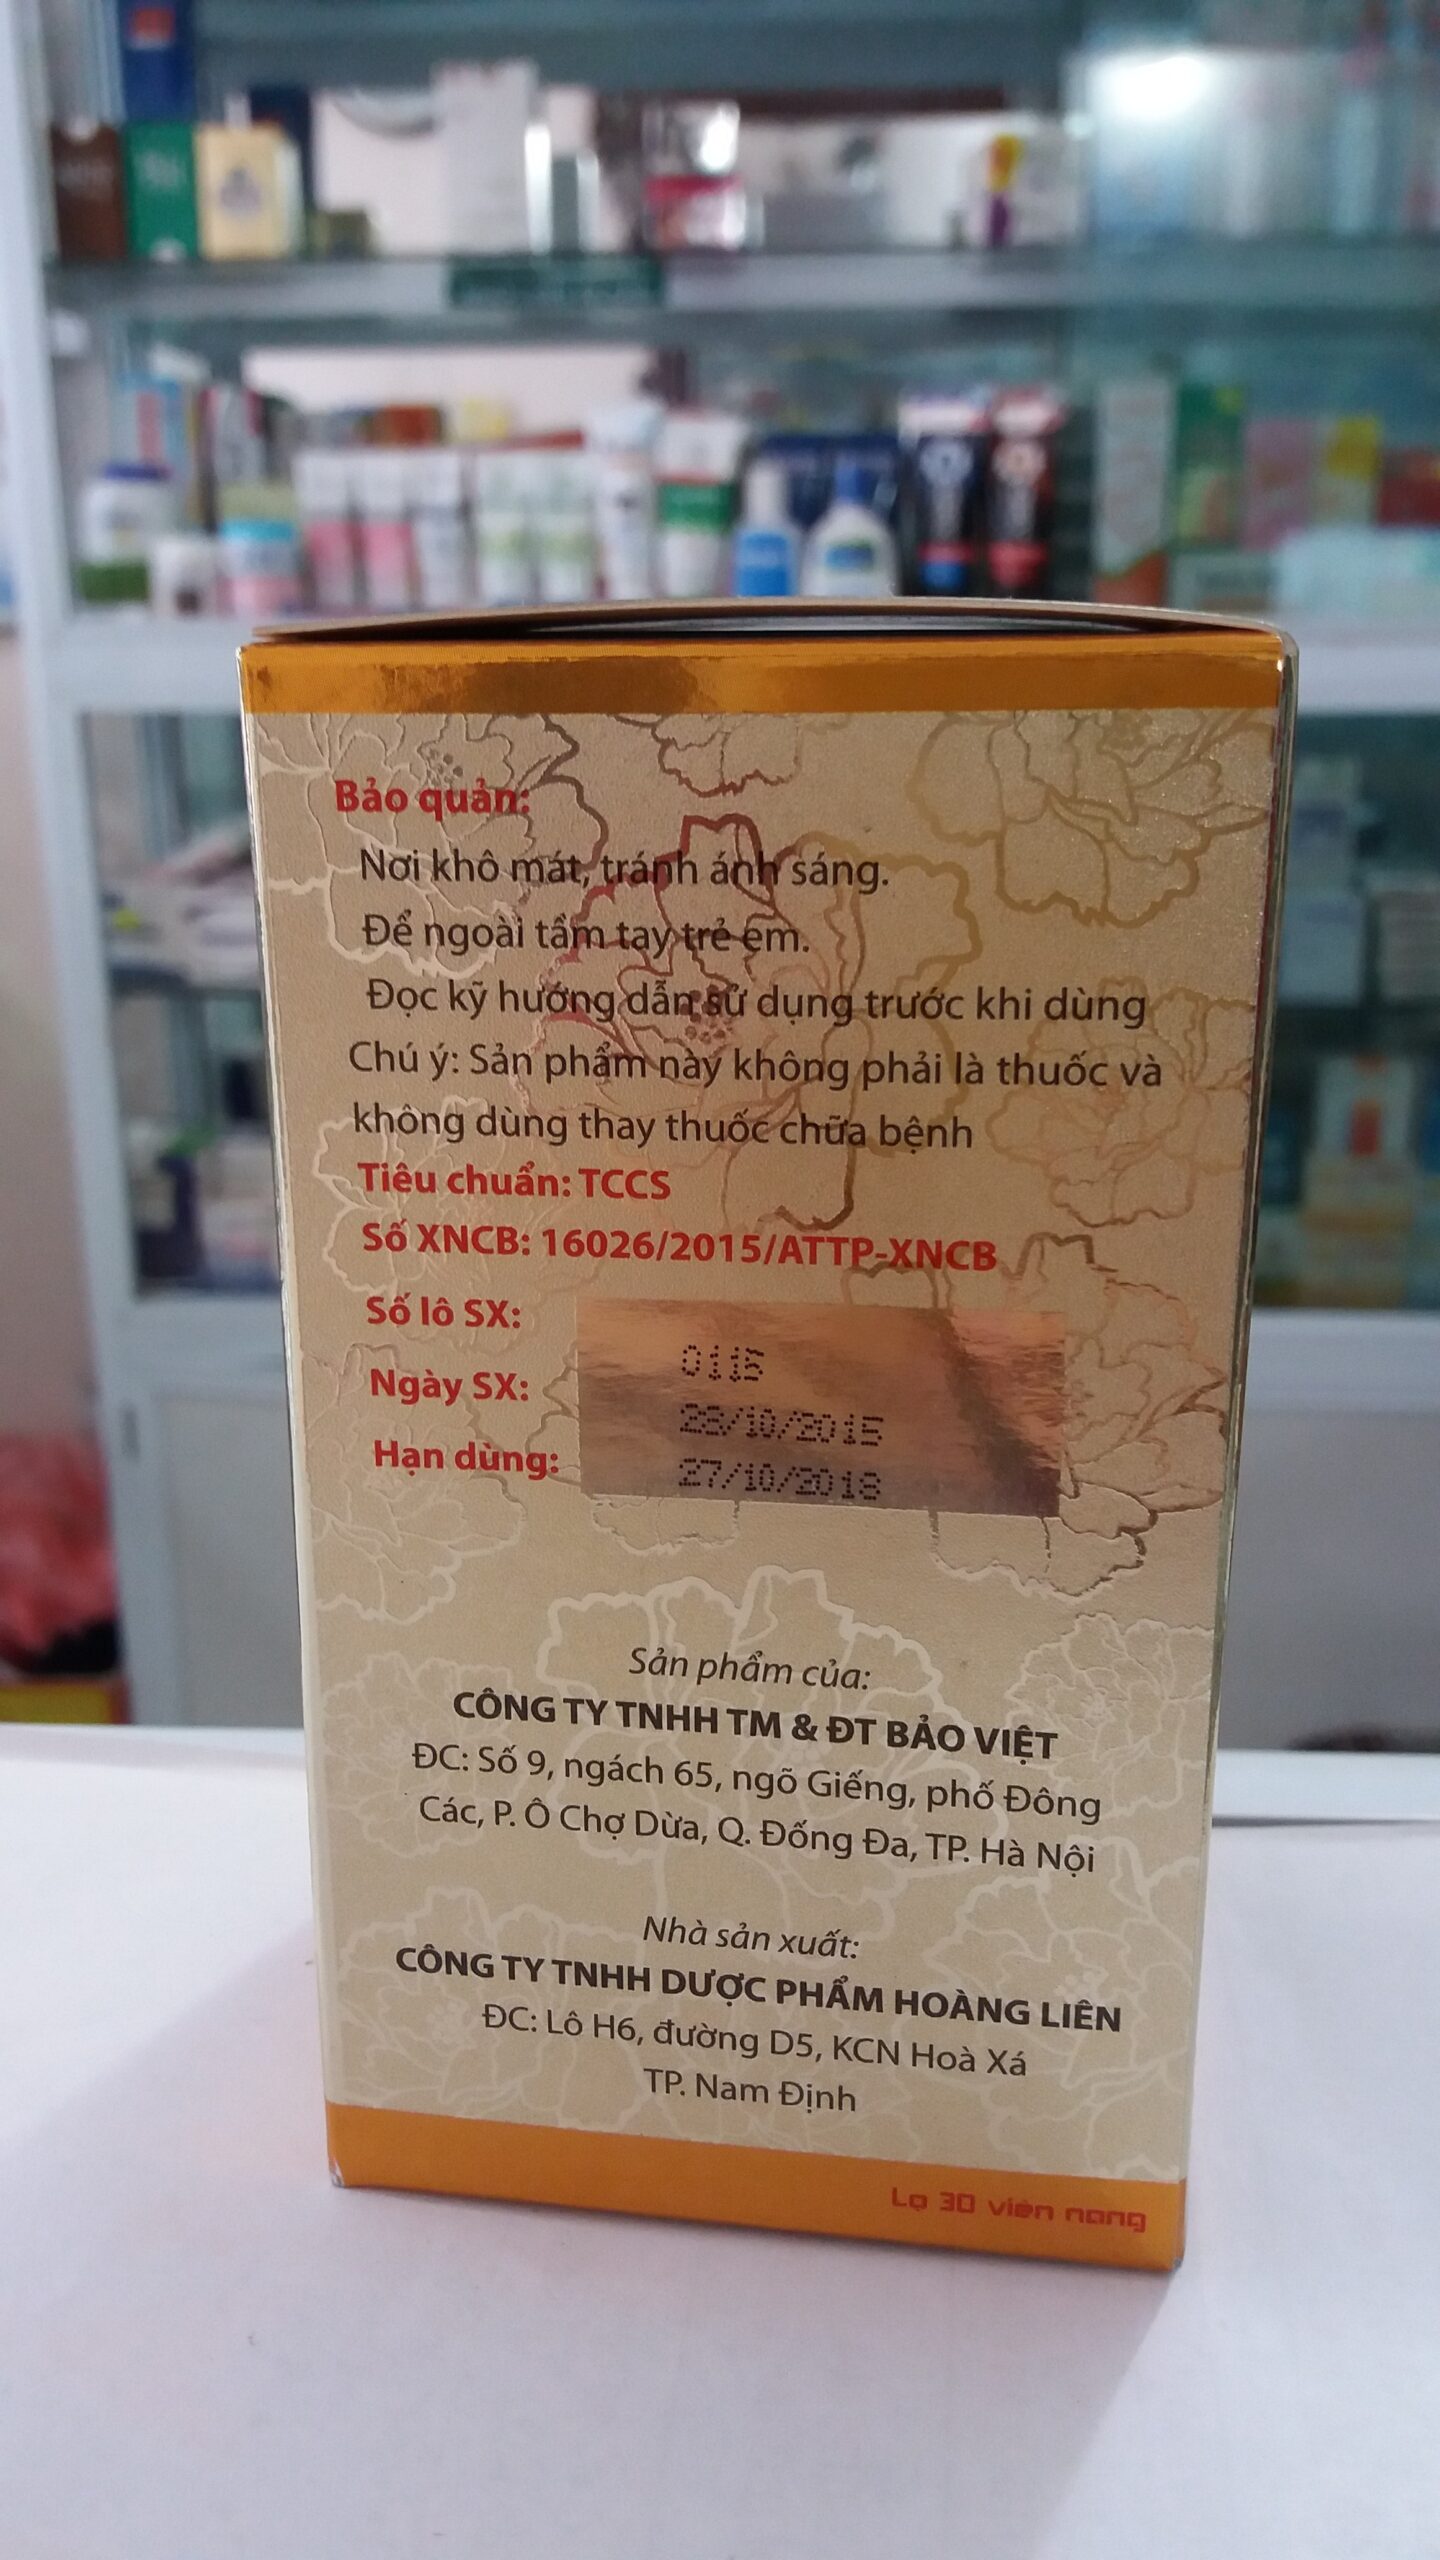 Bảo quản:
Nơi khô mát, tránh ánh sáng.
Để ngoài tầm tay trẻ em.
Đọc kỹ hướng dẫn sử dụng trước khi dùng
Chú ý: Sản phẩm này không phải là thuốc và
không dùng thay thuốc chữa bệnh
Tiêu chuẩn: TCCS
Số XNCB: 16026/2015/ATTP-XNCB
Số lô SX: 0115
Ngày SX: 28/10/2015
Hạn dùng: 27/10/2018
Sản phẩm của:
CÔNG TY TNHH TM & ĐT BẢO VIỆT
ĐC: Số 9, ngách 65, ngõ Giếng, phố Đông
Các, P. Ô Chợ Dừa, Q. Đống Đa, TP. Hà Nội
Nhà sản xuất:
CÔNG TY TNHH DƯỢC PHẨM HOÀNG LIÊN
ĐC: Lô H6, đường D5, KCN Hoà Xá
TP. Nam Định
Lọ 30 viên nang